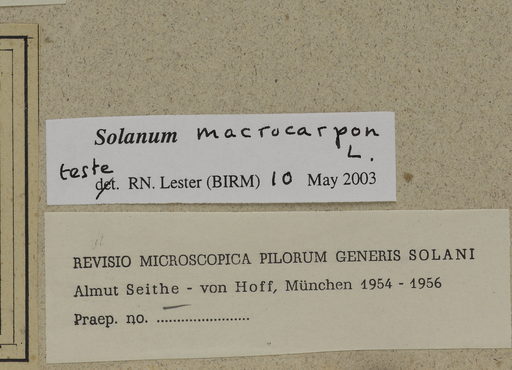 Solanum macrocarpon
L.
teste
det. RN. Lester (BIRM) 10 May 2003
REVISIO MICROSCOPICA PILORUM GENERIS SOLANI
Almut Seithe - von Hoff, München 1954 - 1956
Praep. no. ........................